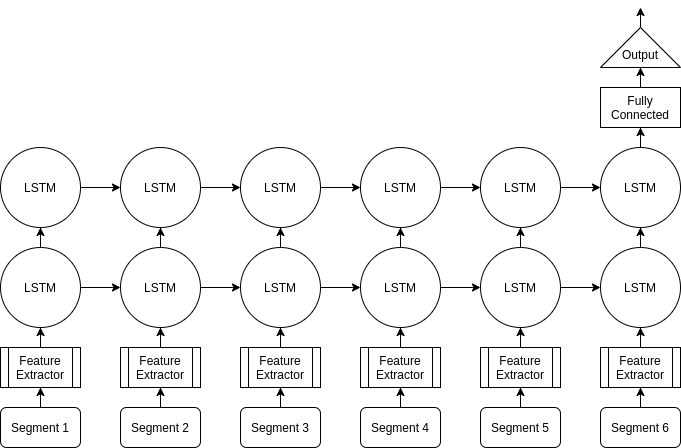 Output
Fully
Connected
LSTM LSTM LSTM LSTM LSTM LSTM
LSTM LSTM LSTM LSTM LSTM LSTM
Feature Feature Feature Feature Feature Feature
Extractor Extractor Extractor Extractor Extractor Extractor
Segment 1 Segment 2 Segment 3 Segment 4 Segment 5 Segment 6